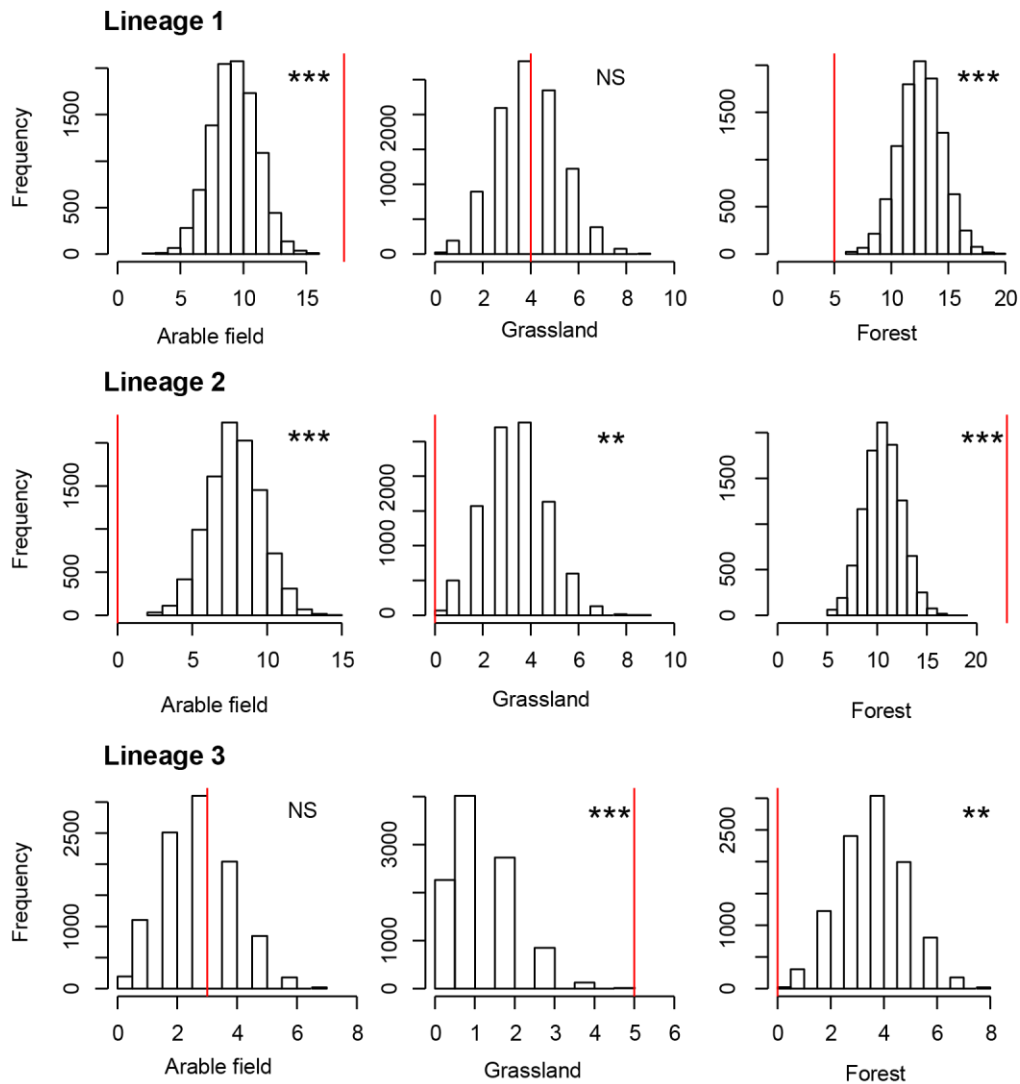 Lineage 1
Frequency
0 500 1500
***
0 5 10 15
Arable field
0 1000 2000
NS
0 2 4 6 8 10
Grassland
0 500 1500
***
0 5 10 15 20
Forest
Lineage 2
Frequency
0 500 1500
***
0 5 10 15
Arable field
0 1000 2000
**
0 2 4 6 8 10
Grassland
0 500 1500
***
0 5 10 15 20
Forest
Lineage 3
Frequency
0 1000 2500
NS
0 2 4 6 8
Arable field
0 1000 3000
***
0 1 2 3 4 5 6
Grassland
0 1000 2500
**
0 2 4 6 8
Forest